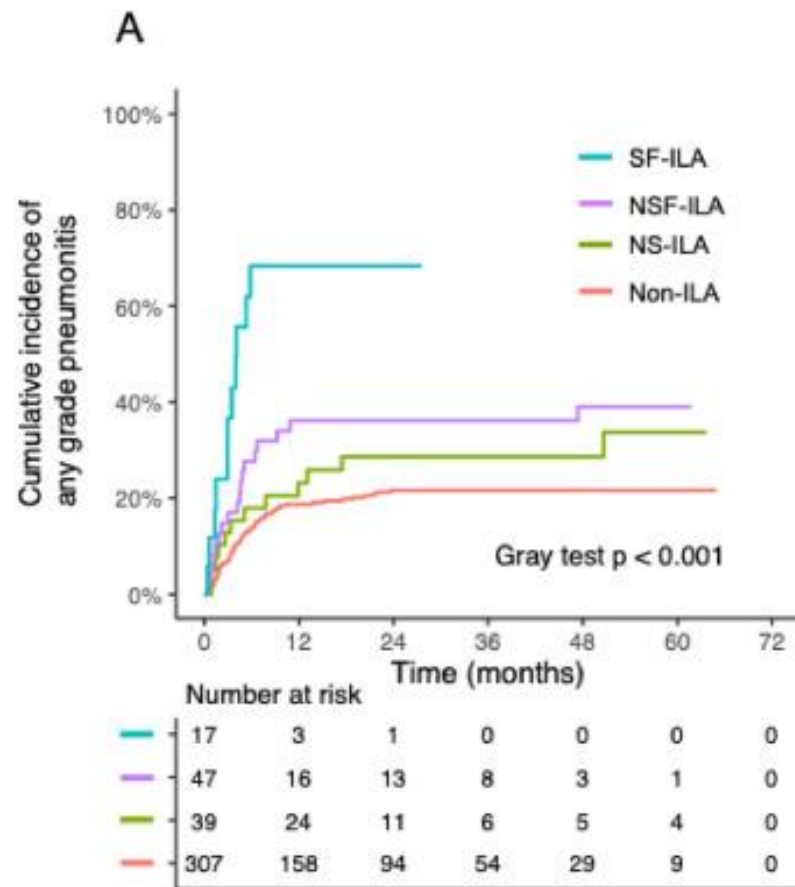 A
Cumulative incidence of
any grade pneumonitis
100%
80%
60%
40%
20%
0%
SF-ILA
NSF-ILA
NS-ILA
Non-ILA
Gray test p < 0.001
0 12 24 36 48 60 72
Time (months)
Number at risk
17 3 1 0 0 0 0
47 16 13 8 3 1 0
39 24 11 6 5 4 0
307 158 94 54 29 9 0